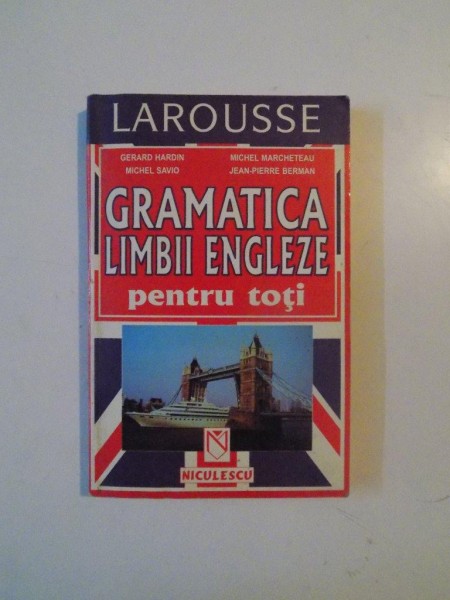 LAROUSSE
GERARD HARDIN MICHEL MARCHETEAU
MICHEL SAVIO JEAN-PIERRE BERMAN
GRAMATICA
LIMBII ENGLEZE
pentru toţi
N
NICULESCU